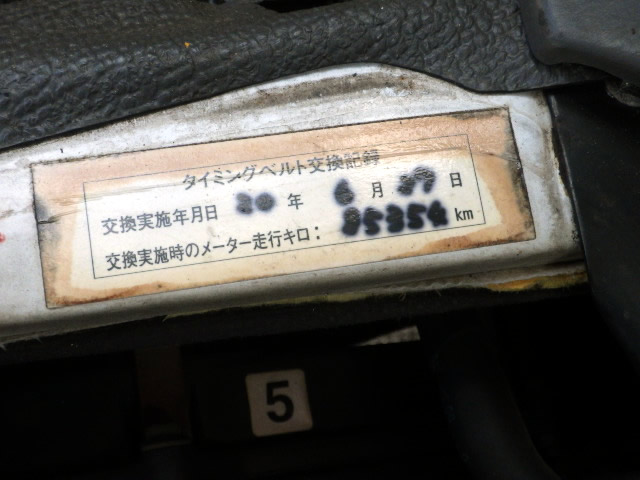 タイミングベルト交換記録
交換実施年月日 20 年 6 月 日
交換実施時のメーター走行キロ: km
5